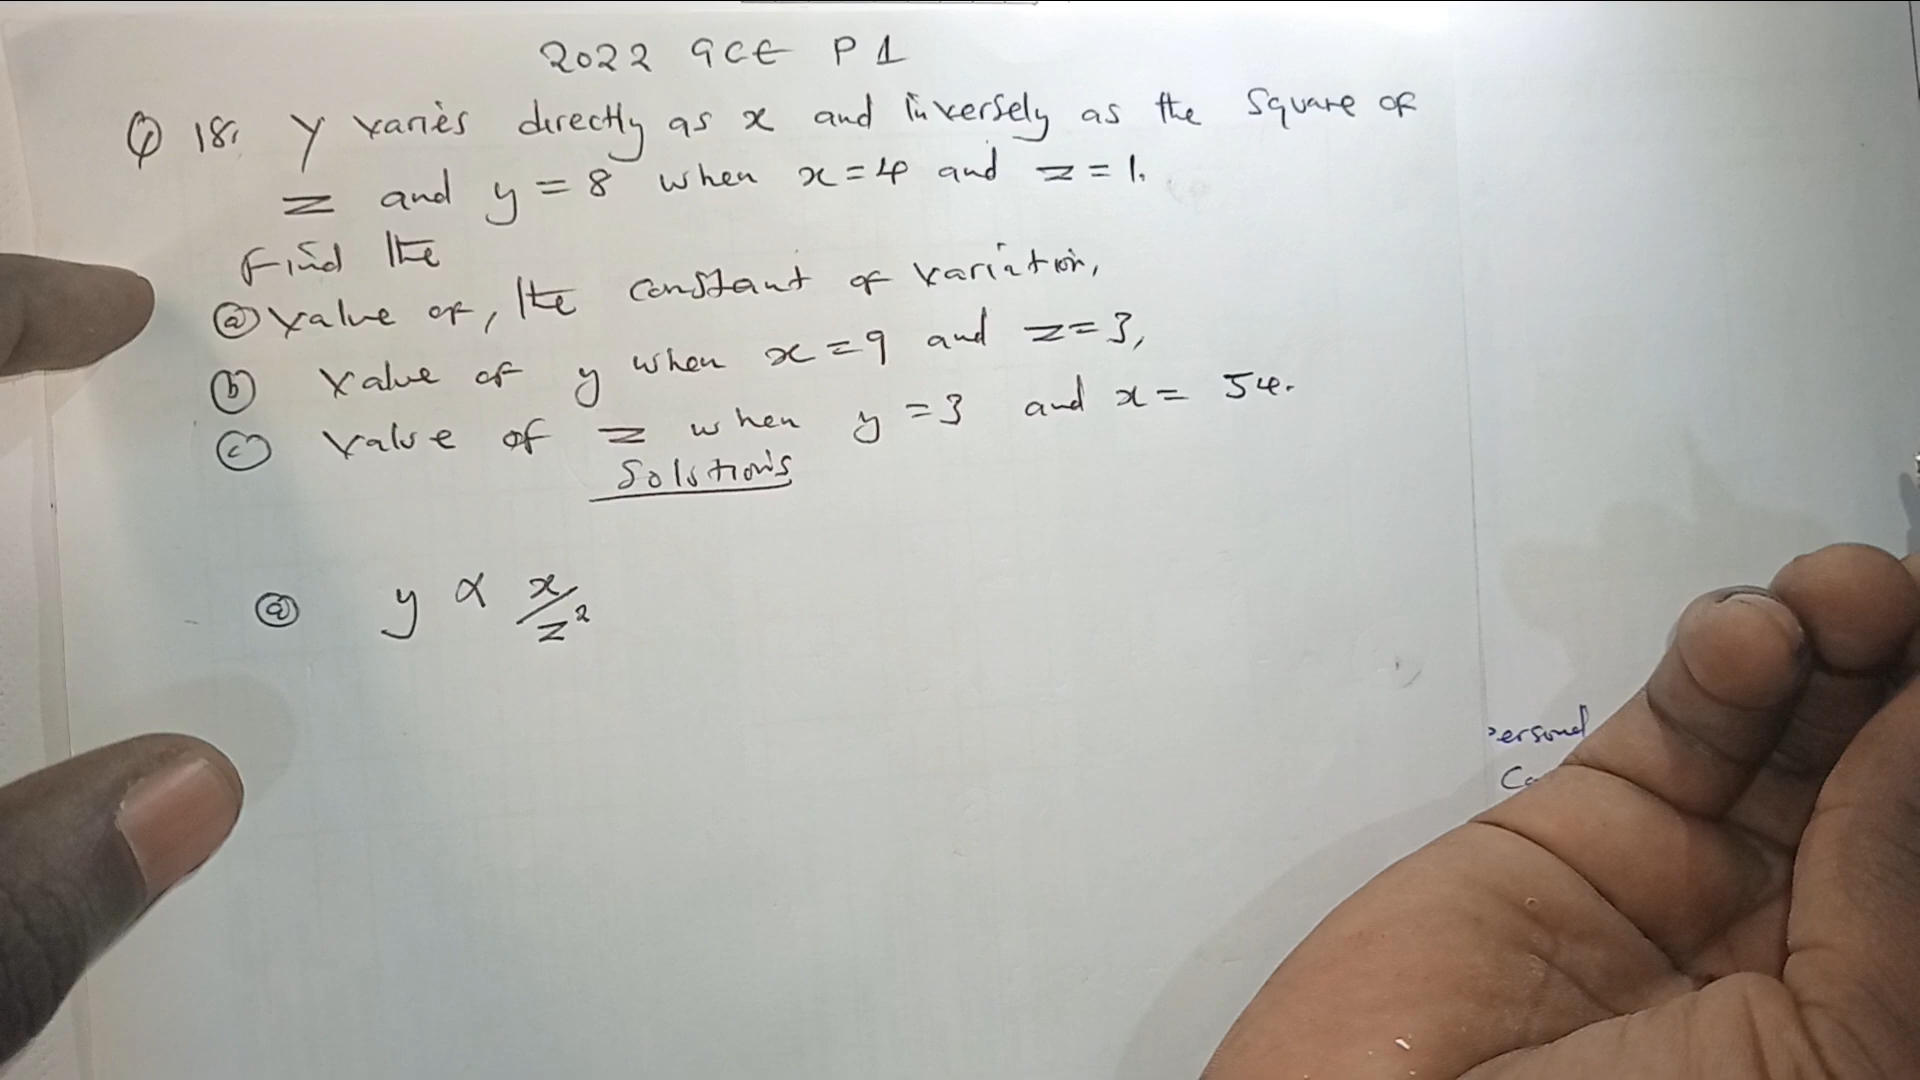 2022 GCE P1
Q 18. y varies directly as x and inversely as the square of
z and y = 8 when x = 4 and z = 1.
Find the
(a) value of, the constant of variation,
(b) value of y when x = 9 and z = 3,
(c) value of z when y = 3 and x = 54.
Solutions
(a) y ∝ x/z²
personal